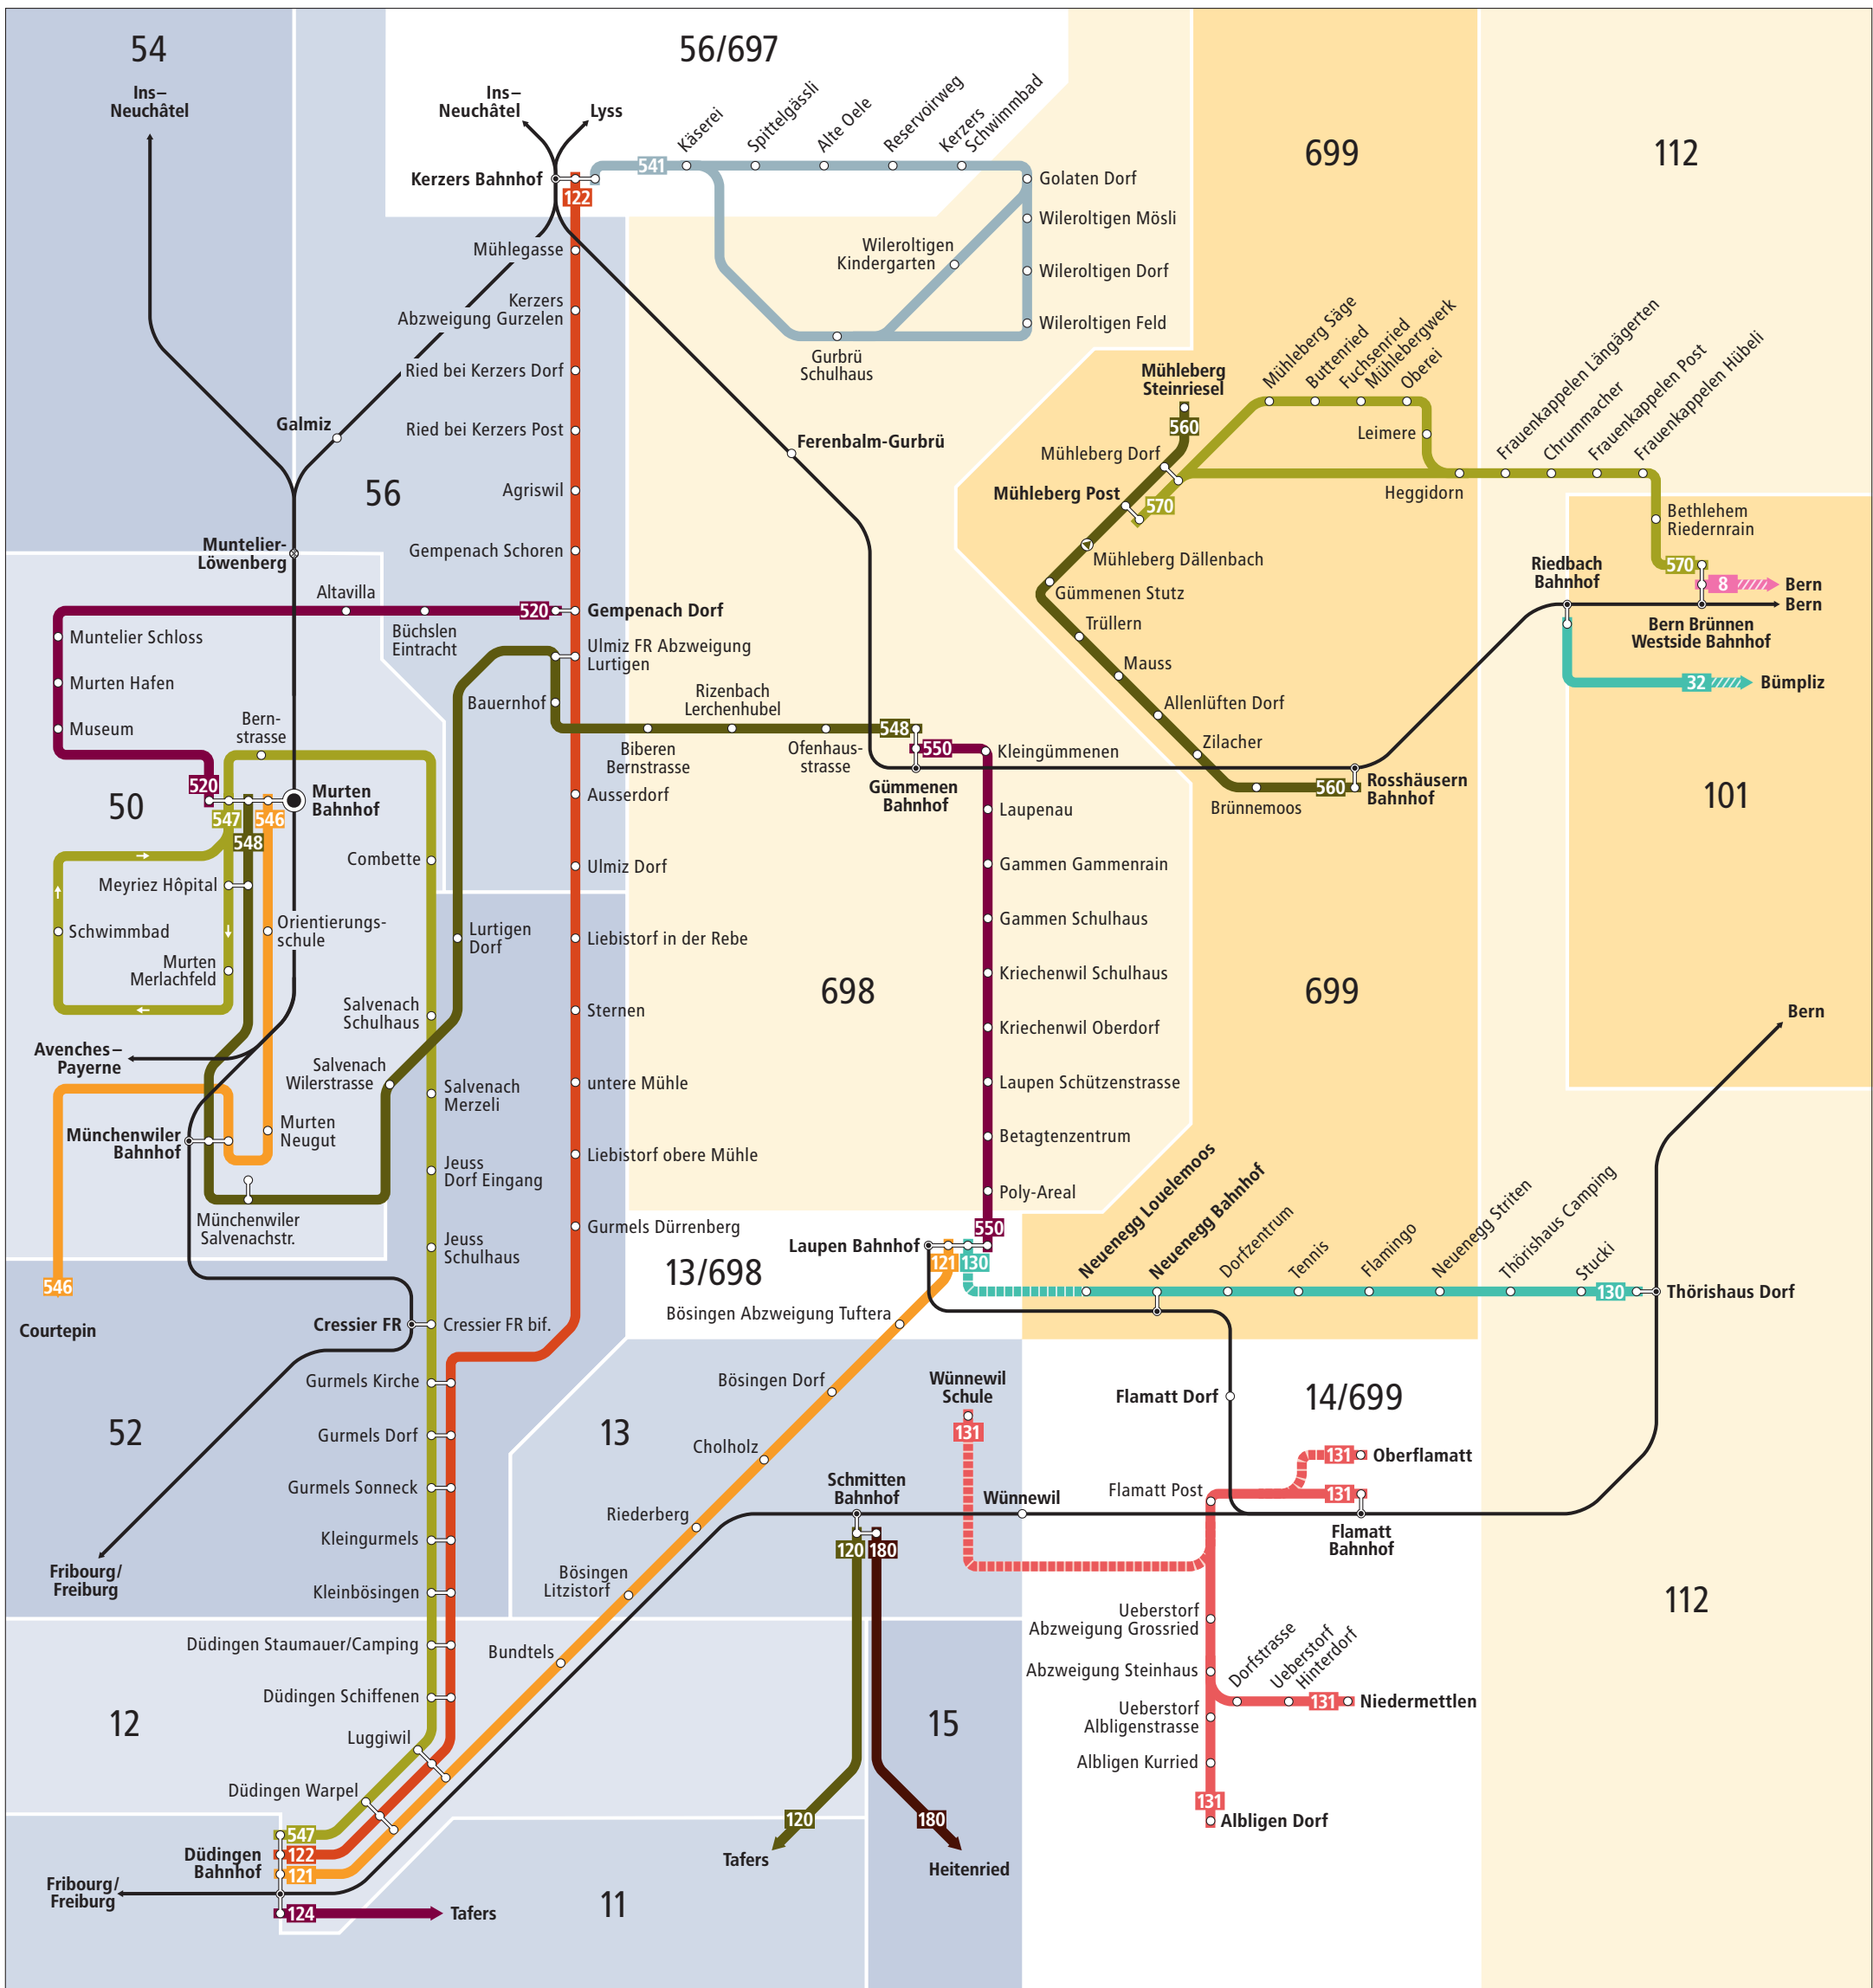 54
56/697
Ins–
Neuchâtel
Ins–
Neuchâtel
Lyss
Käserei
Spittelgässli
Alte Oele
Reservoirweg
Kerzers
Schwimmbad
699
112
541
Kerzers Bahnhof
122
Golaten Dorf
Wileroltigen Mösli
Mühlegasse
Wileroltigen
Kindergarten
Wileroltigen Dorf
Kerzers
Abzweigung Gurzelen
Wileroltigen Feld
Gurbrü
Schulhaus
Ried bei Kerzers Dorf
Mühleberg
Steinriesel
560
Mühleberg Säge
Buttenried
Fuchsenried
Mühlebergwerk
Oberei
Leimere
Frauenkappelen Längägerten
Chrummacher
Frauenkappelen Post
Frauenkappelen Hübeli
Galmiz
Ried bei Kerzers Post
Ferenbalm-Gurbrü
Mühleberg Dorf
Heggidorn
56
Agriswil
Mühleberg Post
570
Bethlehem
Riedernrain
Muntelier-
Löwenberg
Gempenach Schoren
Mühleberg Dällenbach
Riedbach
Bahnhof
570
8
Bern
Bern
Gümmenen Stutz
Altavilla
520
Gempenach Dorf
Büchslen
Eintracht
Trüllern
Bern Brünnen
Westside Bahnhof
Muntelier Schloss
Ulmiz FR Abzweigung
Lurtigen
Mauss
32
Bümpliz
Murten Hafen
Bauernhof
Rizenbach
Lerchenhubel
Allenlüften Dorf
Museum
Bern-
strasse
548
Biberen
Bernstrasse
Ofenhaus-
strasse
550
Kleingümmenen
Zilacher
520
Murten
Bahnhof
Gümmenen
Bahnhof
560
Rosshäusern
Bahnhof
Brünnemoos
50
547
546
548
Ausserdorf
Laupenau
101
Combette
Ulmiz Dorf
Gammen Gammenrain
Meyriez Hôpital
Schwimmbad
Orientierungs-
schule
Lurtigen
Dorf
Liebistorf in der Rebe
Gammen Schulhaus
Murten
Merlachfeld
698
Kriechenwil Schulhaus
699
Salvenach
Schulhaus
Sternen
Kriechenwil Oberdorf
Bern
Avenches–
Payerne
Salvenach
Wilerstrasse
Salvenach
Merzeli
untere Mühle
Laupen Schützenstrasse
Münchenwiler
Bahnhof
Murten
Neugut
Liebistorf obere Mühle
Betagtenzentrum
Jeuss
Dorf Eingang
Poly-Areal
Münchenwiler
Salvenachstr.
Gurmels Dürrenberg
550
Jeuss
Schulhaus
Laupen Bahnhof
121
130
Neuenegg Louelemoos
Neuenegg Bahnhof
Dorfzentrum
Tennis
Flamingo
Neuenegg Striten
Thörishaus Camping
Stucki
130
Thörishaus Dorf
546
13/698
Courtepin
Cressier FR
Cressier FR bif.
Bösingen Abzweigung Tuftera
Gurmels Kirche
Bösingen Dorf
Wünnewil
Schule
131
Flamatt Dorf
14/699
52
Gurmels Dorf
13
Cholholz
131
Oberflamatt
Gurmels Sonneck
Schmitten
Bahnhof
Wünnewil
Flamatt Post
131
Riederberg
Flamatt
Bahnhof
Kleingurmels
120
180
Fribourg/
Freiburg
Kleinbösingen
Bösingen
Litzistorf
112
Ueberstorf
Abzweigung Grossried
Düdingen Staumauer/Camping
Bundtels
Abzweigung Steinhaus
Dorfstrasse
Ueberstorf
Hinterdorf
131
Niedermettlen
Düdingen Schiffenen
Ueberstorf
Albligenstrasse
12
Luggiwil
15
Albligen Kurried
Düdingen Warpel
131
Albligen Dorf
120
180
Tafers
Heitenried
547
122
121
Düdingen
Bahnhof
Fribourg/
Freiburg
124
Tafers
11